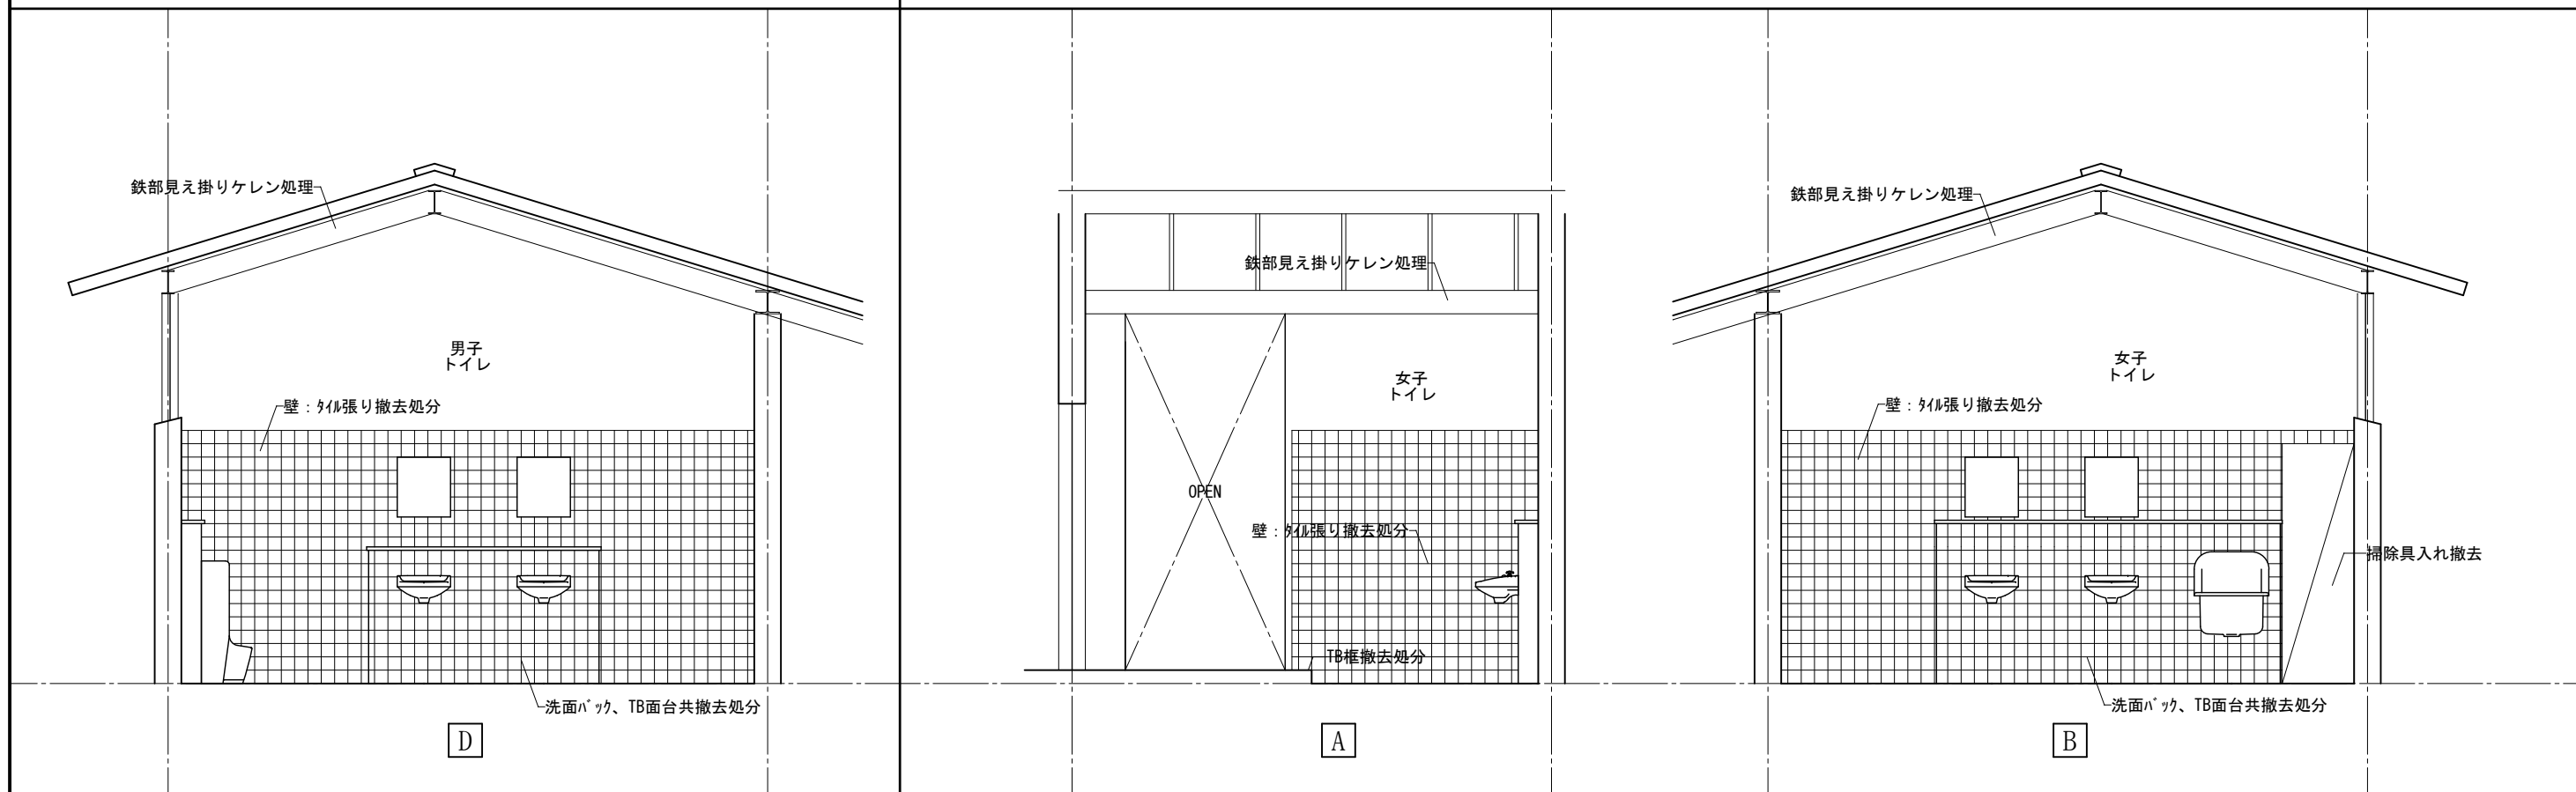 鉄部見え掛りケレン処理
男子
トイレ
壁：ﾀｲﾙ張り撤去処分
洗面ﾊﾞｯｸ、TB面台共撤去処分
D
鉄部見え掛りケレン処理
女子
トイレ
OPEN
壁：ﾀｲﾙ張り撤去処分
TB框撤去処分
A
鉄部見え掛りケレン処理
女子
トイレ
壁：ﾀｲﾙ張り撤去処分
掃除具入れ撤去
洗面ﾊﾞｯｸ、TB面台共撤去処分
B